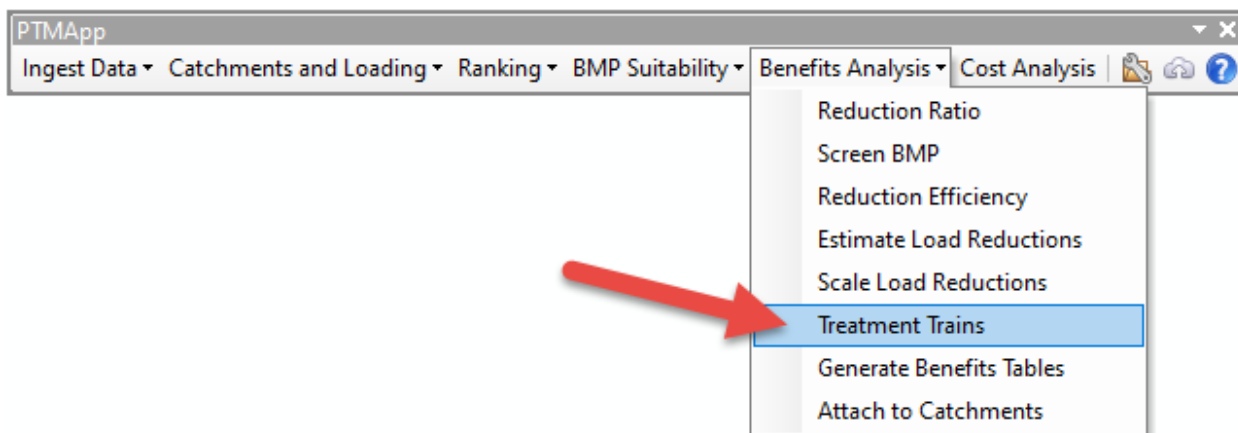 PTMApp
Ingest Data Catchments and Loading Ranking BMP Suitability Benefits Analysis Cost Analysis ?
Reduction Ratio
Screen BMP
Reduction Efficiency
Estimate Load Reductions
Scale Load Reductions
Treatment Trains
Generate Benefits Tables
Attach to Catchments